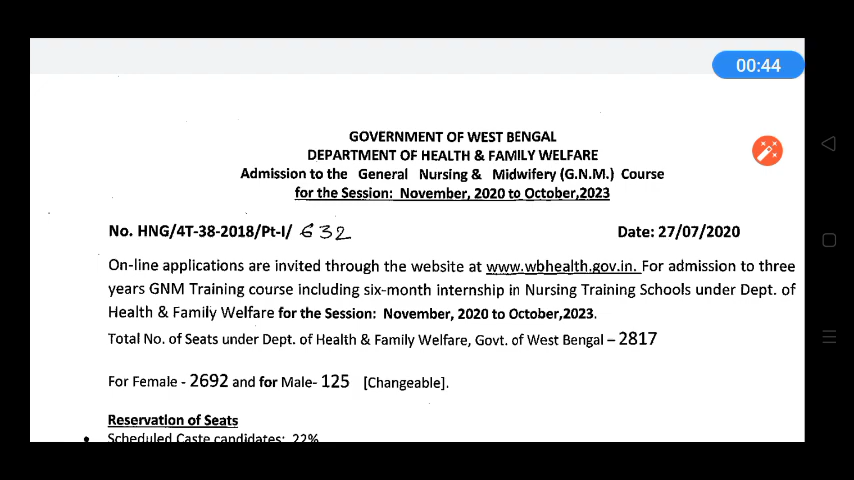 00:44
GOVERNMENT OF WEST BENGAL
DEPARTMENT OF HEALTH & FAMILY WELFARE
Admission to the General Nursing & Midwifery (G.N.M.) Course
for the Session: November, 2020 to October,2023
No. HNG/4T-38-2018/Pt-I/ 632 Date: 27/07/2020
On-line applications are invited through the website at www.wbhealth.gov.in. For admission to three
years GNM Training course including six-month internship in Nursing Training Schools under Dept. of
Health & Family Welfare for the Session: November, 2020 to October,2023.
Total No. of Seats under Dept. of Health & Family Welfare, Govt. of West Bengal – 2817
For Female - 2692 and for Male- 125 [Changeable].
Reservation of Seats
• Scheduled Caste candidates: 22%